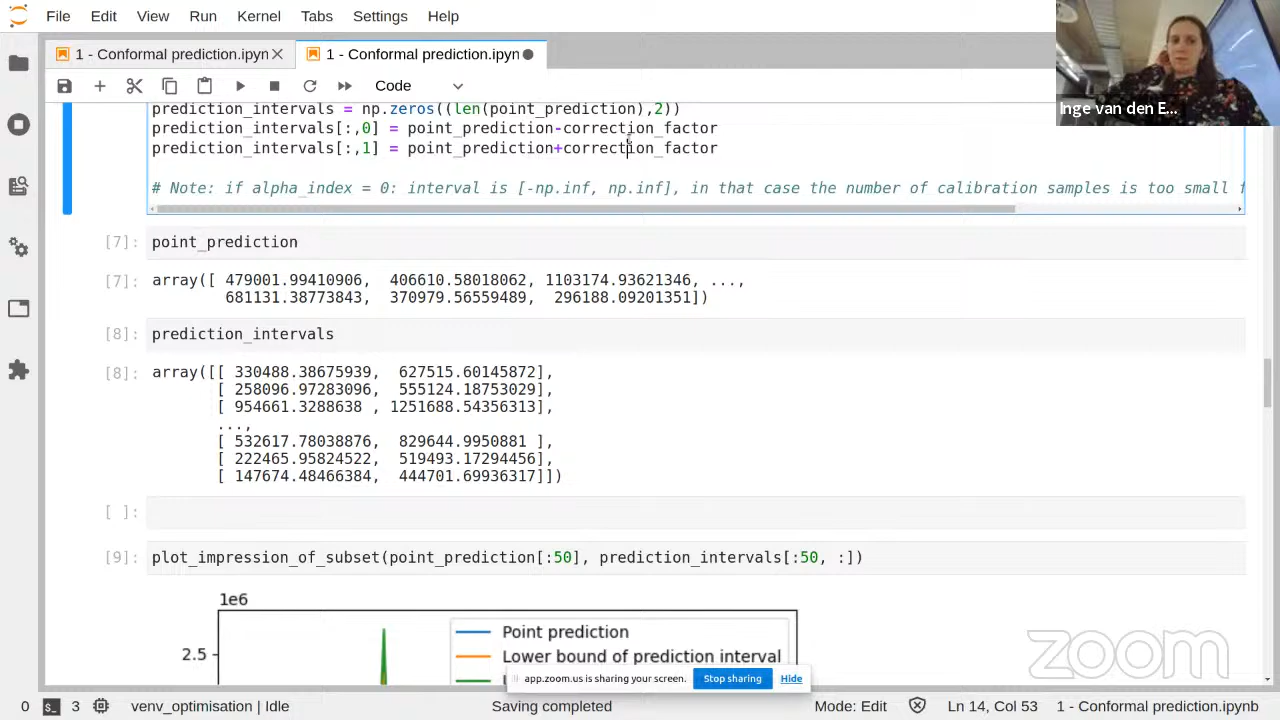 File Edit View Run Kernel Tabs Settings Help
1 - Conformal prediction.ipyn
1 - Conformal prediction.ipyn
Code
Inge van den E...
prediction_intervals = np.zeros((len(point_prediction),2))
prediction_intervals[:,0] = point_prediction-correction_factor
prediction_intervals[:,1] = point_prediction+correction_factor
# Note: if alpha_index = 0: interval is [-np.inf, np.inf], in that case the number of calibration samples is too small f
[7]: point_prediction
[7]: array([ 479001.99410906, 406610.58018062, 1103174.93621346, ...,
681131.38773843, 370979.56559489, 296188.09201351])
[8]: prediction_intervals
[8]: array([[ 330488.38675939, 627515.60145872],
[ 258096.97283096, 555124.18753029],
[ 954661.3288638 , 1251688.54356313],
...,
[ 532617.78038876, 829644.9950881 ],
[ 222465.95824522, 519493.17294456],
[ 147674.48466384, 444701.69936317]])
[ ]:
[9]: plot_impression_of_subset(point_prediction[:50], prediction_intervals[:50, :])
1e6
Point prediction
2.5
Lower bound of prediction interval
app.zoom.us is sharing your screen. Stop sharing Hide
zoom
0 3 venv_optimisation | Idle Saving completed Mode: Edit Ln 14, Col 53 1 - Conformal prediction.ipynb